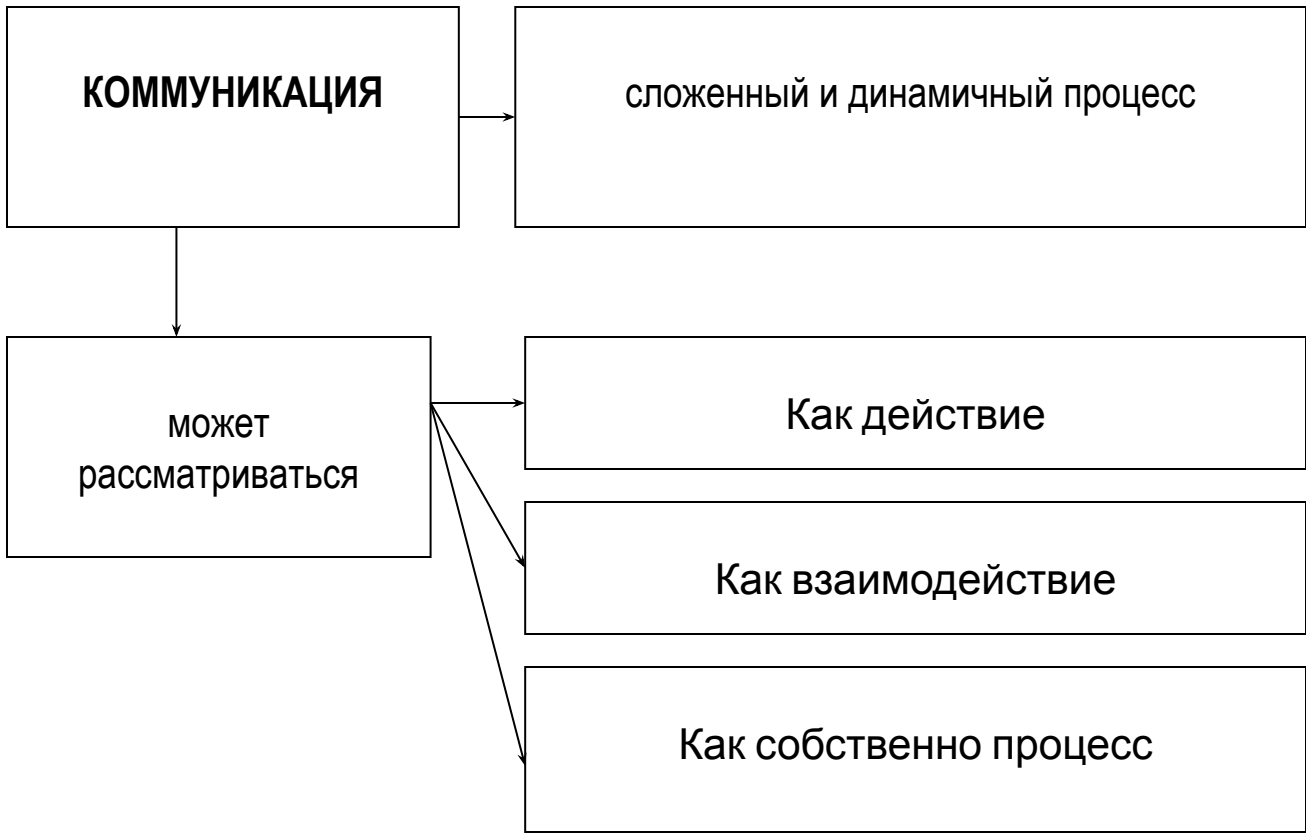 КОММУНИКАЦИЯ
сложенный и динамичный процесс
может
рассматриваться
Как действие
Как взаимодействие
Как собственно процесс